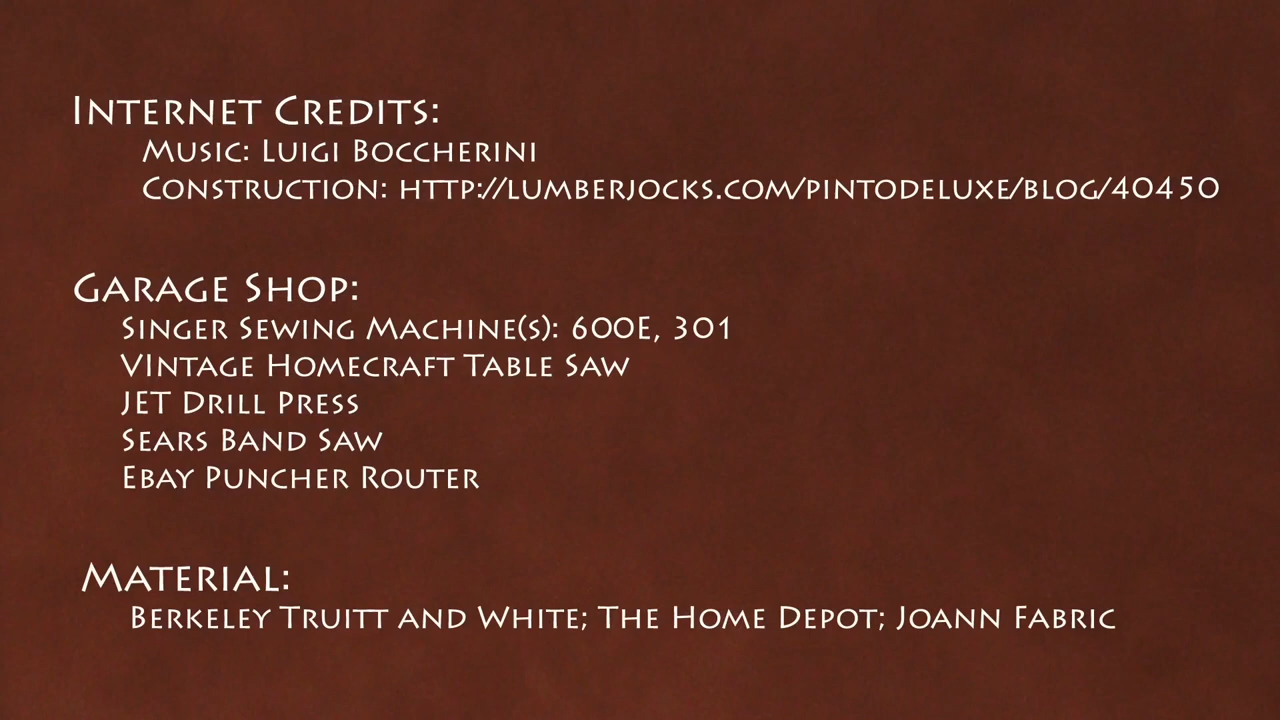 Internet Credits:
Music: Luigi Boccherini
Construction: http://lumberjocks.com/pintodeluxe/blog/40450
Garage Shop:
Singer Sewing Machine(s): 600E, 301
VIntage Homecraft Table Saw
JET Drill Press
Sears Band Saw
Ebay Puncher Router
Material:
Berkeley Truitt and White; The Home Depot; Joann Fabric